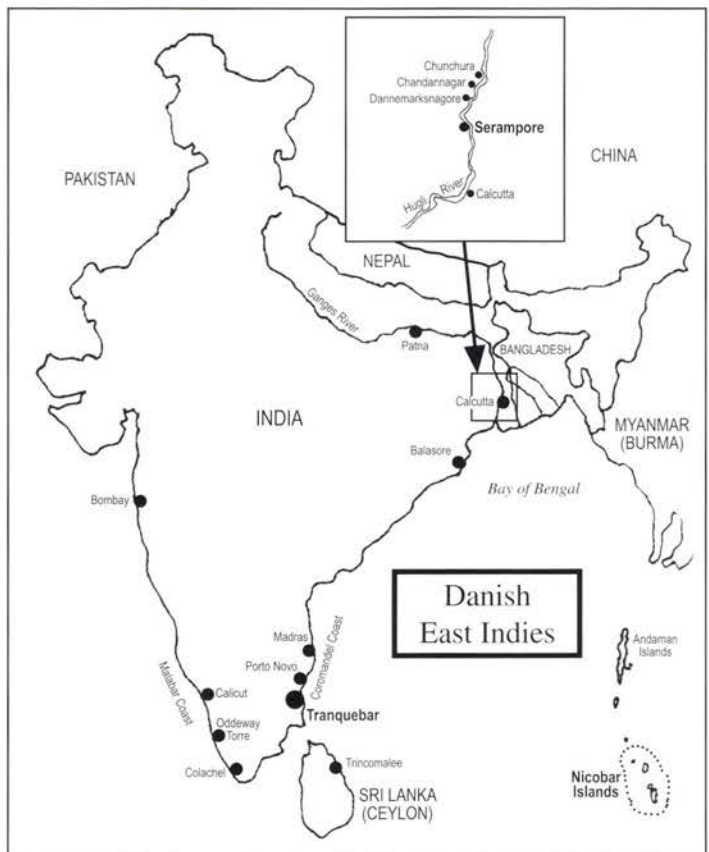 Chunchura
Chandannagar
Dannemarksnagore
Serampore
Hugli River
Calcutta
PAKISTAN
CHINA
NEPAL
Ganges River
Patna
BANGLADESH
Calcutta
INDIA
MYANMAR
(BURMA)
Balasore
Bay of Bengal
Bombay
Danish
East Indies
Madras
Coromandel Coast
Andaman
Islands
Porto Novo
Malabar Coast
Calicut
Tranquebar
Oddeway
Torre
Colachel
Trincomalee
Nicobar
Islands
SRI LANKA
(CEYLON)